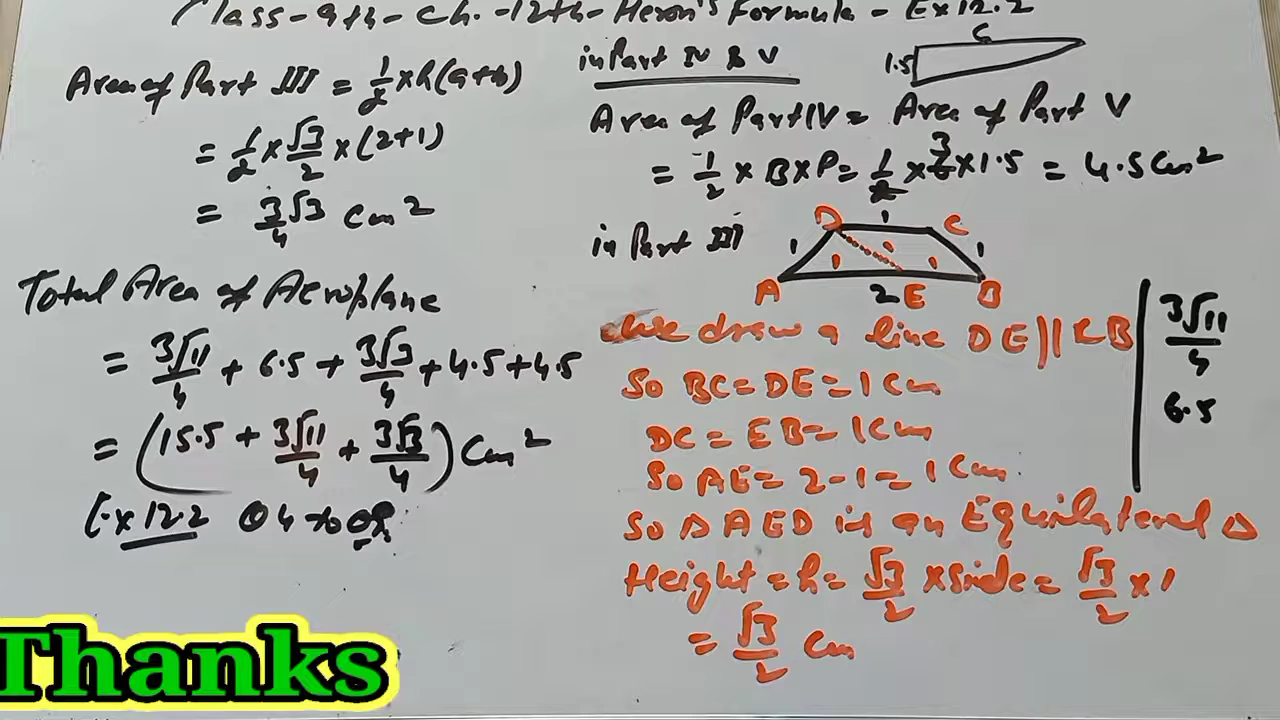 Class-9th-Ch.-12th-Heron's Formula-Ex12.2
Area of Part III = 1/2 × h(a+b)
= 1/2 × √3/2 × (2+1)
= 3/4 √3 cm²
Total Area of Aeroplane
= 3√11/4 + 6.5 + 3√3/4 + 4.5 + 4.5
= (15.5 + 3√11/4 + 3√3/4) cm²
Ex 12.2 Q4 to
in Part IV & V
6
1.5
Area of Part IV = Area of Part V
= 1/2 × B × P = 1/2 × 6 3 × 1.5 = 4.5 cm²
in Part III
D 1 C
1 1 1 1 1
A 2 E B
we draw a line DE || CB
So BC = DE = 1 cm
DC = EB = 1 cm
So AE = 2-1 = 1 cm.
So Δ AED is an Equilateral Δ
Height = h = √3/2 × side = √3/2 × 1
= √3/2 cm
3√11/4
6.5
Thanks